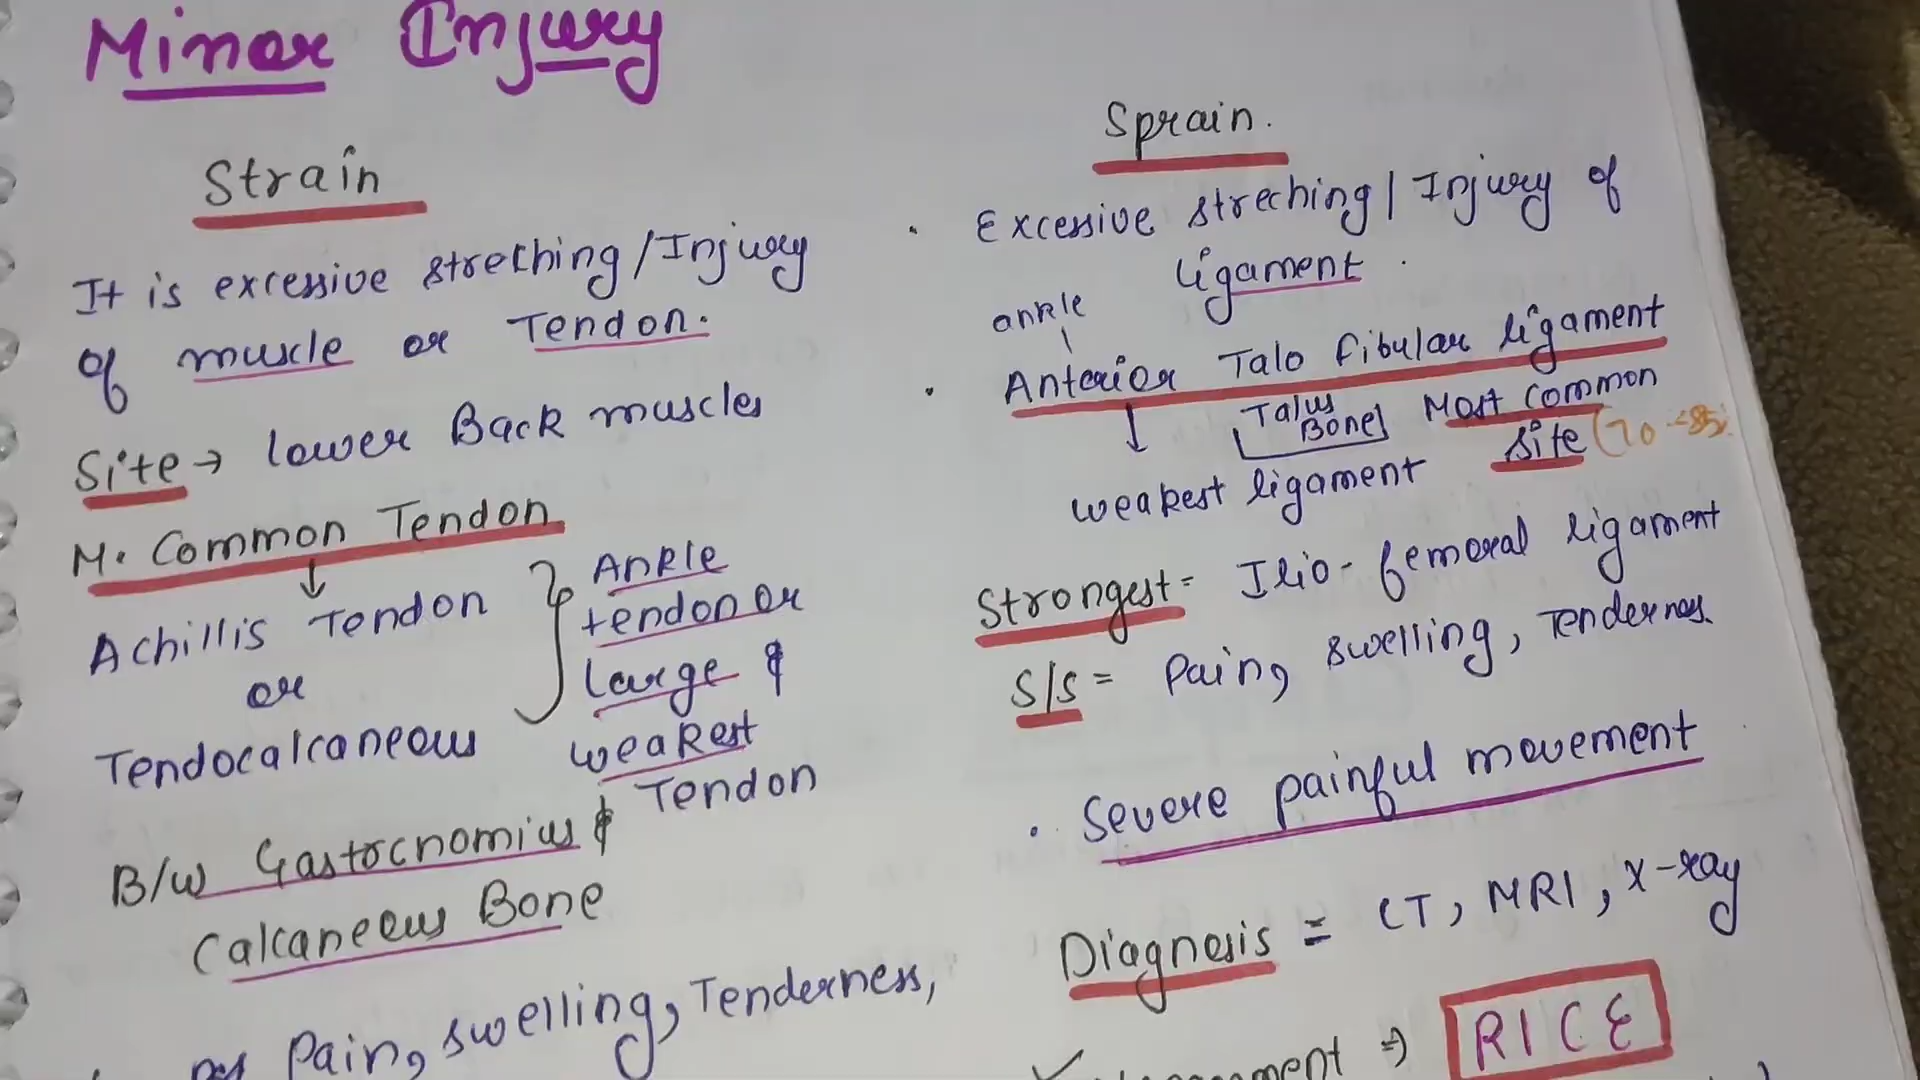 Minor Injury
Strain
It is excessive streching/Injury
of muscle or Tendon.
Site → lower Back muscles
M. Common Tendon
↓
Achillis Tendon
or
Tendocalcaneous
Ankle
tendon or
large &
weakest
Tendon
B/w Gastrocnomius &
Calcaneous Bone
Pain, swelling, Tenderness,
Sprain.
Excessive streching/Injury of
ligament.
ankle
Anterior Talo fibular ligament
↓ Talus Most common
Bone site (70-85
weakest ligament
Strongest = Ilio-femoral ligament
S/S = Pain, swelling, Tenderness
. Severe painful movement
Diagnosis = CT, MRI, X-ray
⇒ RICE